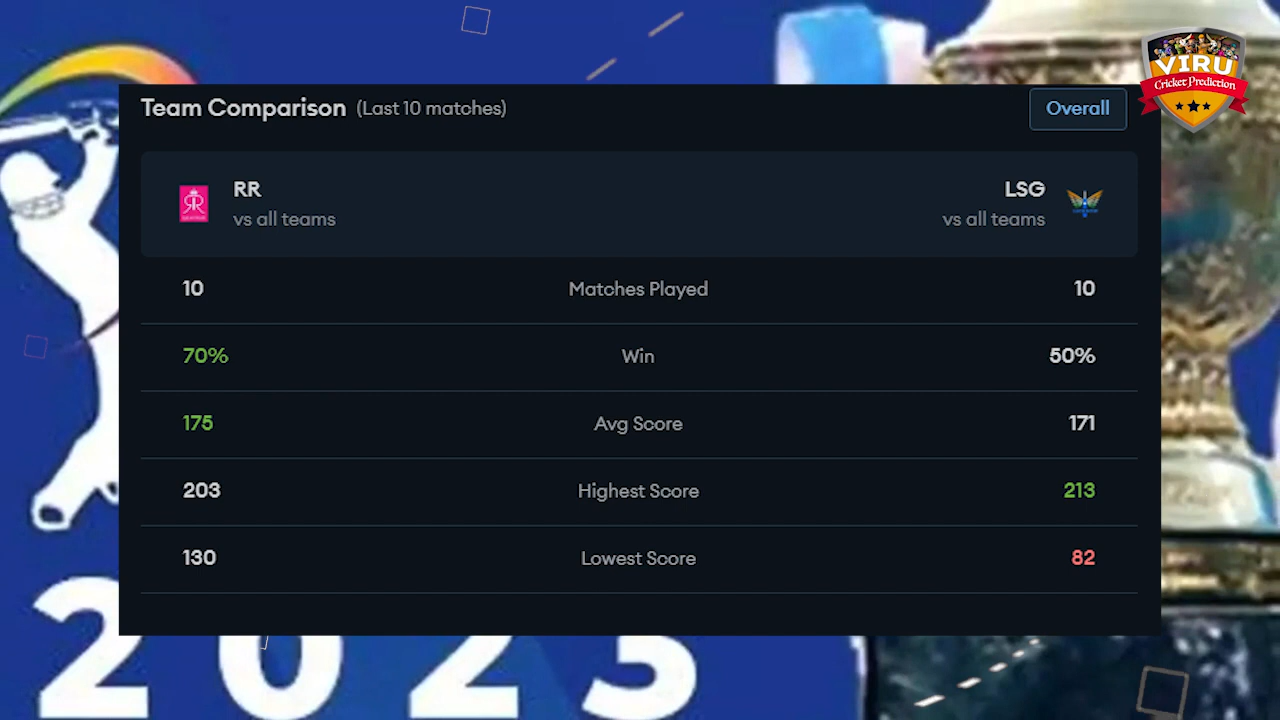 VIRU
Cricket Prediction
Team Comparison (Last 10 matches)
Overall
RR
vs all teams
LSG
vs all teams
10 Matches Played 10
70% Win 50%
175 Avg Score 171
203 Highest Score 213
130 Lowest Score 82
2023